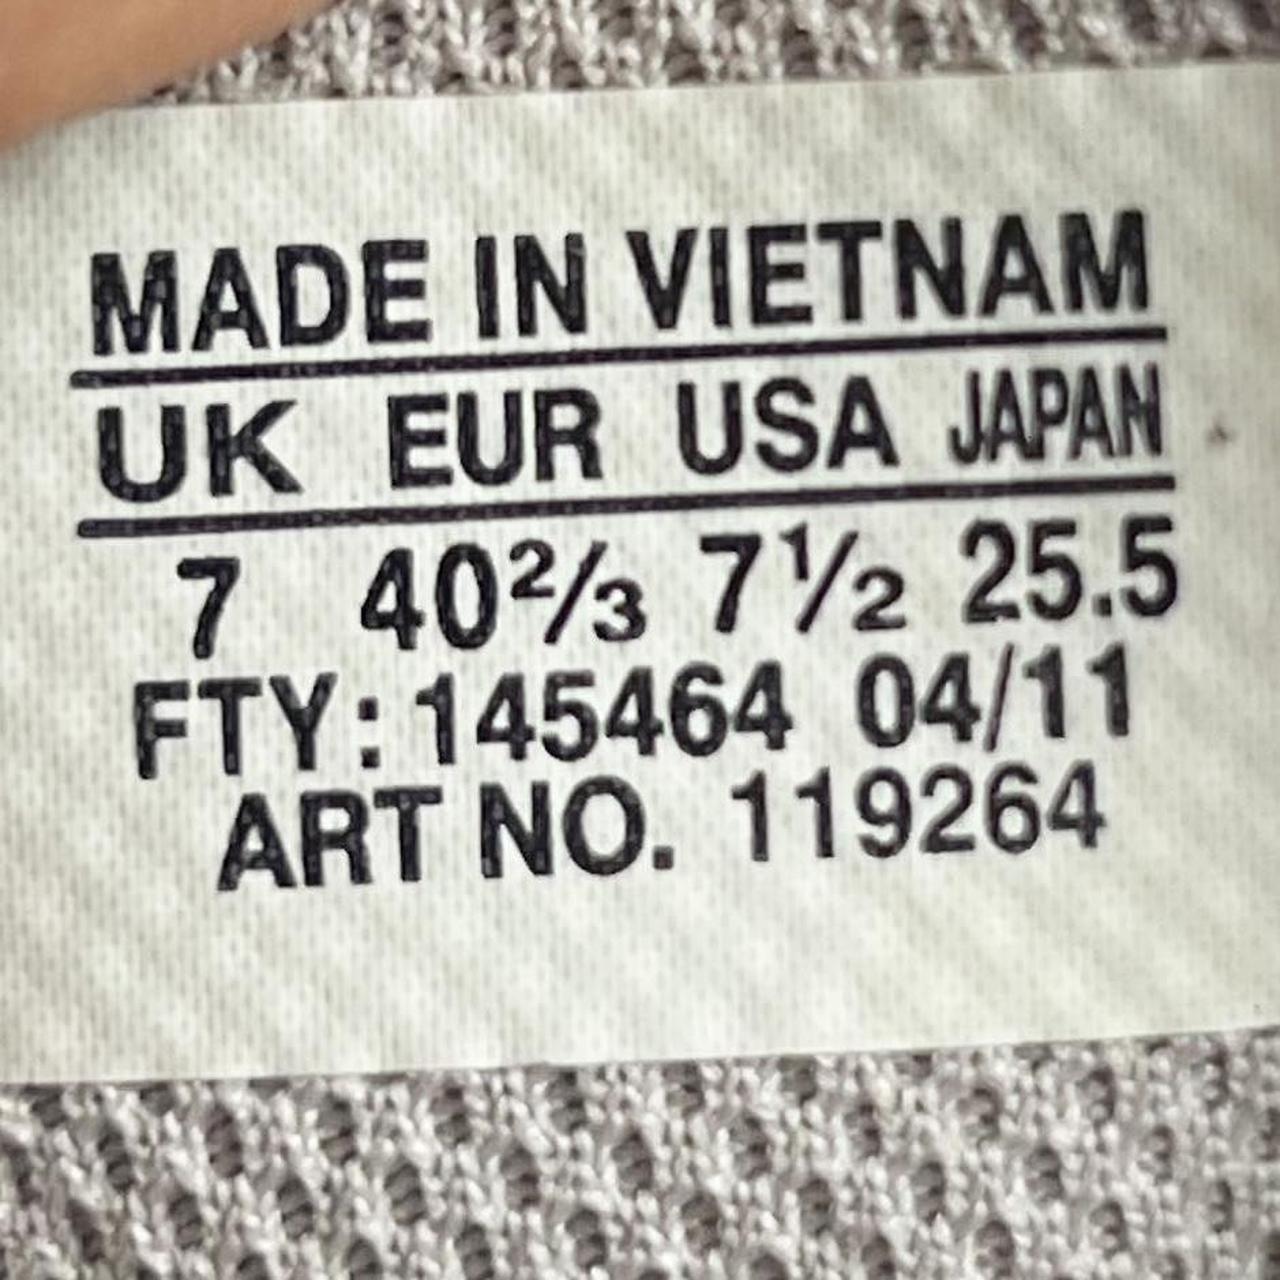 MADE IN VIETNAM
UK EUR USA JAPAN
7 40⅔ 7½ 25.5
FTY: 145464 04/11
ART NO. 119264